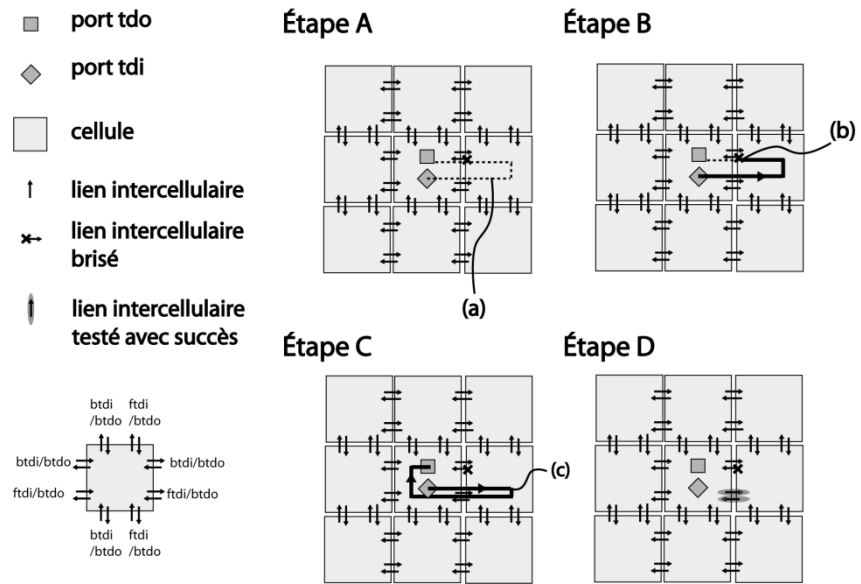 port tdo
port tdi
cellule
lien intercellulaire
lien intercellulaire
brisé
lien intercellulaire
testé avec succès
btdi
/btdo
ftdi
/btdo
btdi/btdo
btdi/btdo
ftdi/btdo
ftdi/btdo
btdi
/btdo
ftdi
/btdo
Étape A
(a)
Étape B
(b)
Étape C
(c)
Étape D